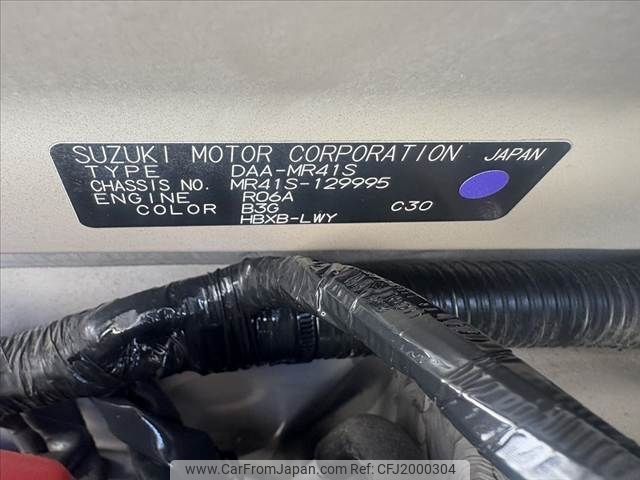 SUZUKI MOTOR CORPORATION JAPAN
TYPE DAA-MR41S
CHASSIS NO. MR41S-129995
ENGINE R06A
COLOR B3G C30
HBXB-LWY
www.CarFromJapan.com | Ref: CFJ2000304